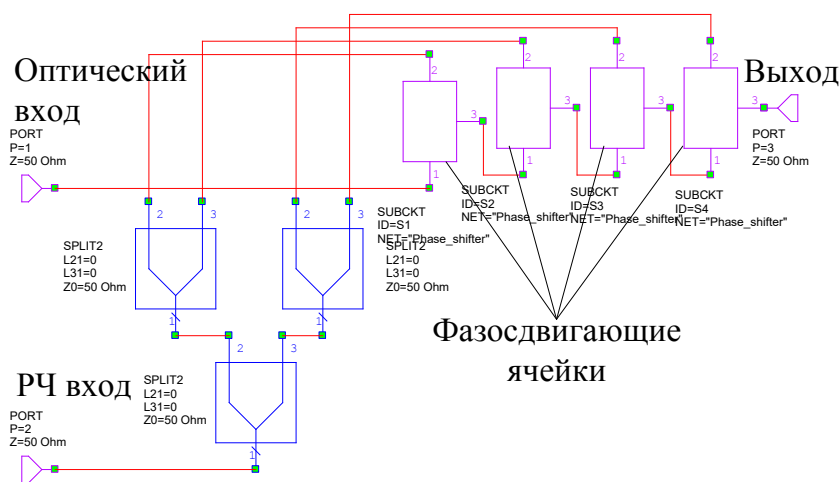 2
2
2
2
Оптический
вход
Выход
3
3
3
3
PORT
P=1
Z=50 Ohm
PORT
P=3
Z=50 Ohm
1
1
1
1
SUBCKT
ID=S1
NET="Phase_shifter"
SUBCKT
ID=S2
NET="Phase_shifter"
SUBCKT
ID=S3
NET="Phase_shifter"
SUBCKT
ID=S4
NET="Phase_shifter"
2
3
2
3
SPLIT2
L21=0
L31=0
Z0=50 Ohm
SPLIT2
L21=0
L31=0
Z0=50 Ohm
1
1
Фазосдвигающие
ячейки
2
3
SPLIT2
L21=0
L31=0
Z0=50 Ohm
1
РЧ вход
PORT
P=2
Z=50 Ohm